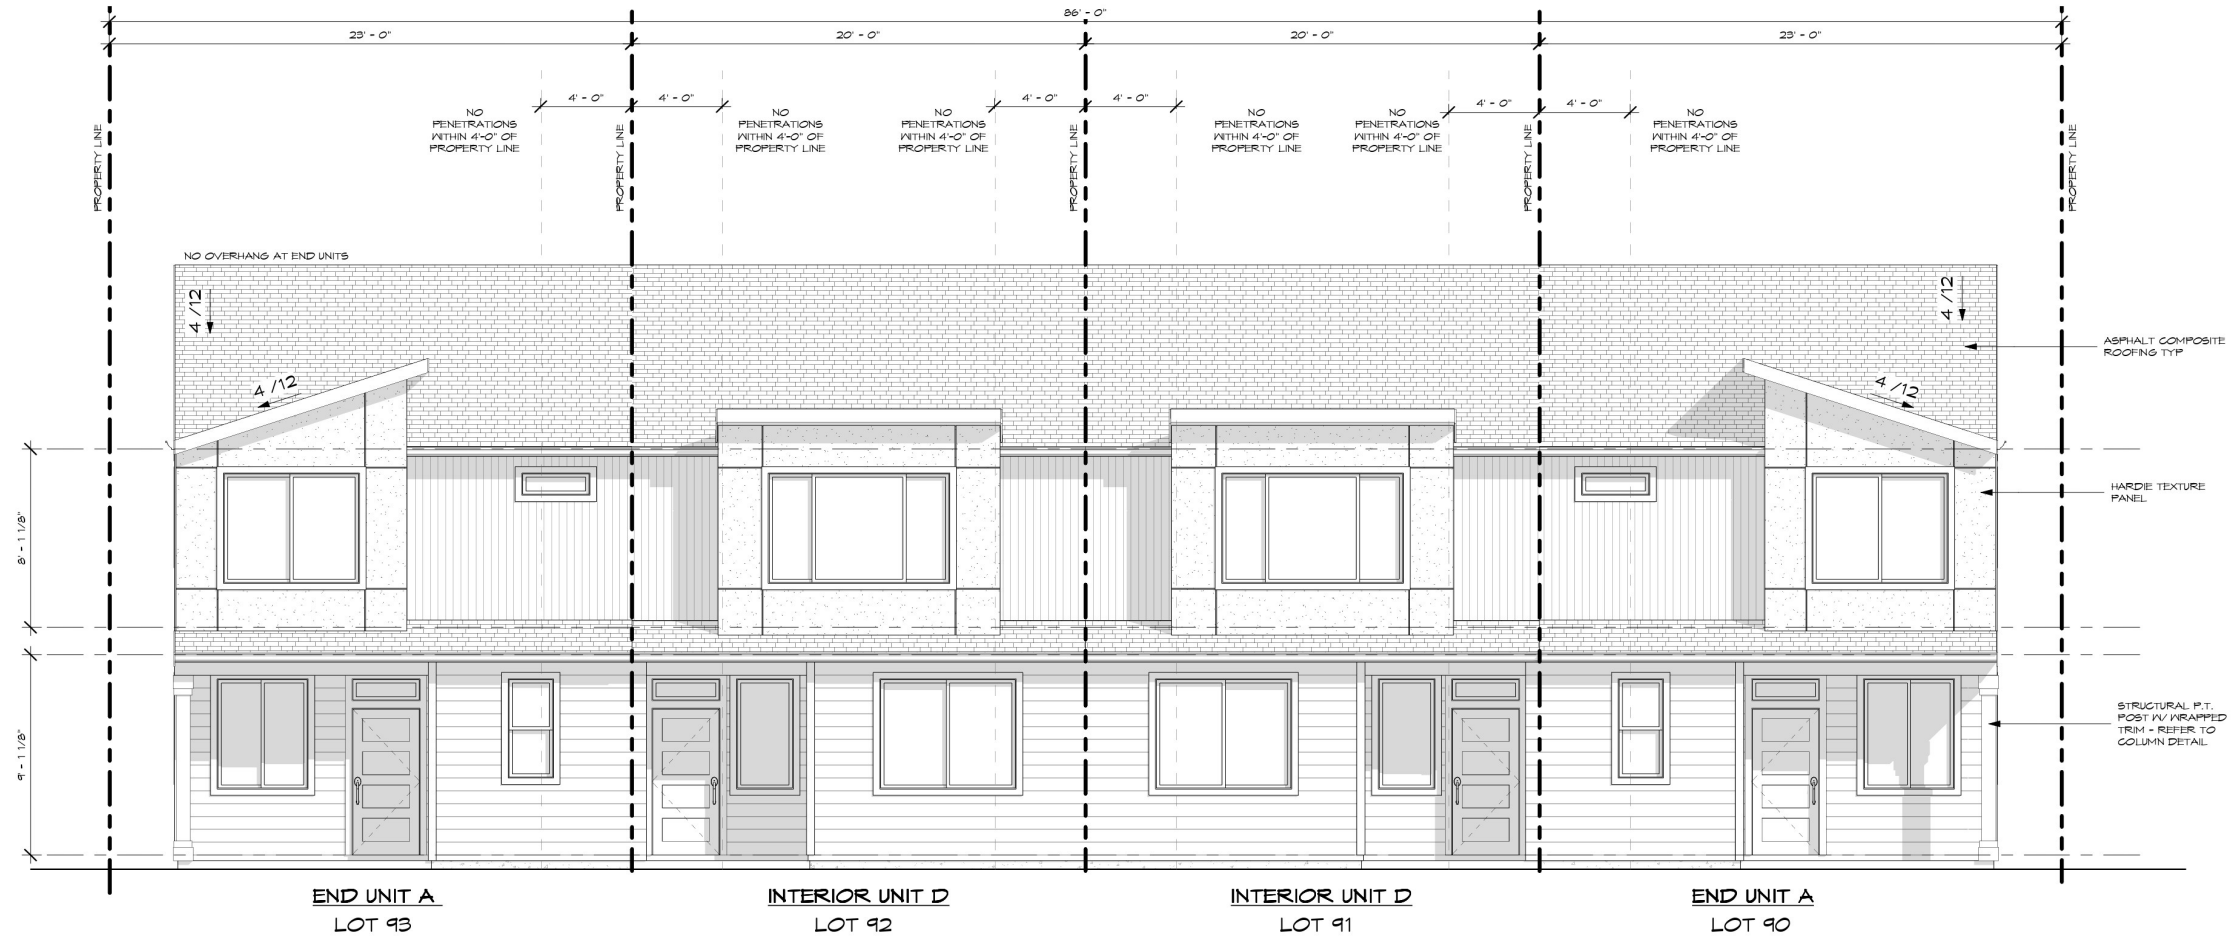 86' - 0"
23' - 0"
20' - 0"
20' - 0"
23' - 0"
4' - 0"
4' - 0"
4' - 0"
4' - 0"
4' - 0"
4' - 0"
NO
PENETRATIONS
WITHIN 4'-0" OF
PROPERTY LINE
NO
PENETRATIONS
WITHIN 4'-0" OF
PROPERTY LINE
NO
PENETRATIONS
WITHIN 4'-0" OF
PROPERTY LINE
NO
PENETRATIONS
WITHIN 4'-0" OF
PROPERTY LINE
NO
PENETRATIONS
WITHIN 4'-0" OF
PROPERTY LINE
NO
PENETRATIONS
WITHIN 4'-0" OF
PROPERTY LINE
PROPERTY LINE
PROPERTY LINE
PROPERTY LINE
PROPERTY LINE
PROPERTY LINE
NO OVERHANG AT END UNITS
4 /12
4 /12
4 /12
4 /12
ASPHALT COMPOSITE
ROOFING TYP
HARDIE TEXTURE
PANEL
8' - 1 1/8"
9' - 1 1/8"
STRUCTURAL P.T.
POST W/ WRAPPED
TRIM - REFER TO
COLUMN DETAIL
END UNIT A
LOT 93
INTERIOR UNIT D
LOT 92
INTERIOR UNIT D
LOT 91
END UNIT A
LOT 90